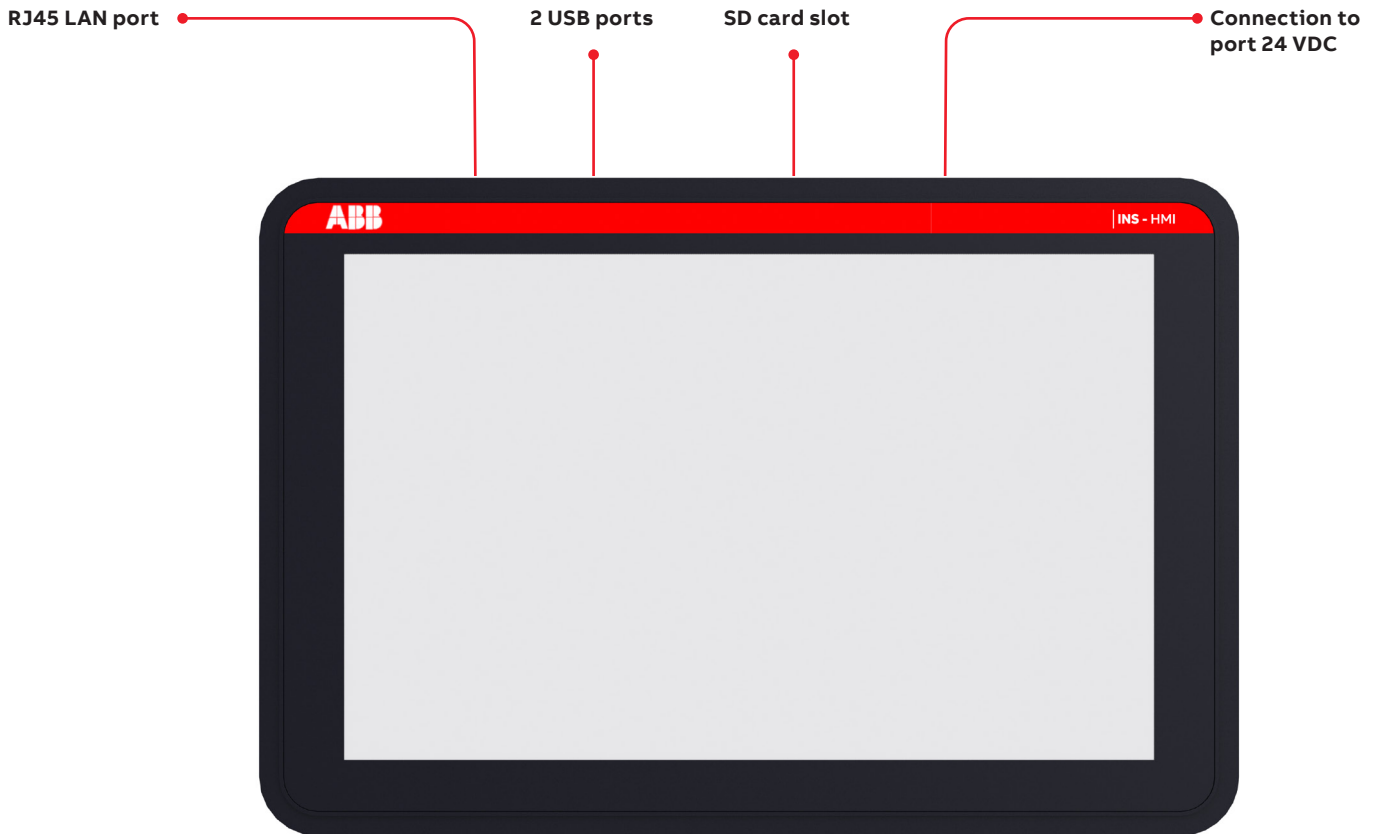 RJ45 LAN port
2 USB ports
SD card slot
Connection to
port 24 VDC
ABB
INS - HMI